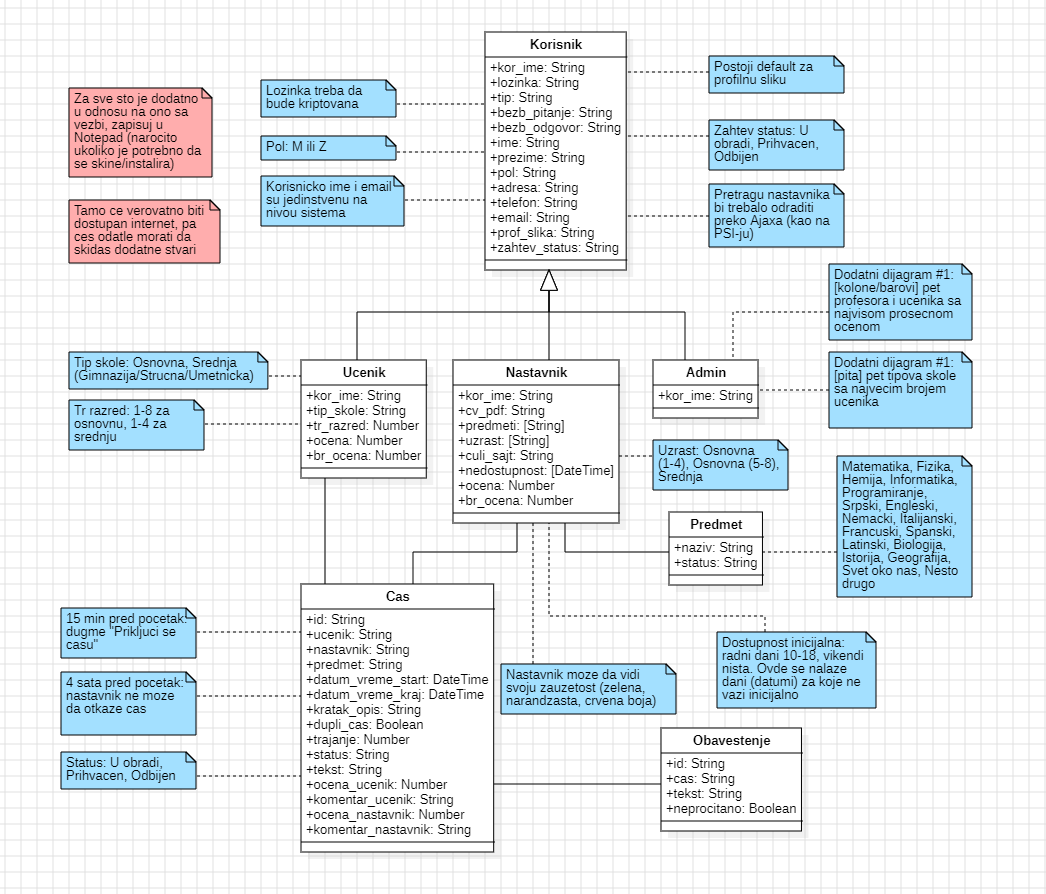 Korisnik
+kor_ime: String
+lozinka: String
+tip: String
+bezb_pitanje: String
+bezb_odgovor: String
+ime: String
+prezime: String
+pol: String
+adresa: String
+telefon: String
+email: String
+prof_slika: String
+zahtev_status: String
Za sve sto je dodatno
u odnosu na ono sa
vezbi, zapisuj u
Notepad (narocito
ukoliko je potrebno da
se skine/instalira)
Tamo ce verovatno biti
dostupan internet, pa
ces odatle morati da
skidas dodatne stvari
Lozinka treba da
bude kriptovana
Pol: M ili Z
Korisnicko ime i email
su jedinstvenu na
nivou sistema
Postoji default za
profilnu sliku
Zahtev status: U
obradi, Prihvacen,
Odbijen
Pretragu nastavnika
bi trebalo odraditi
preko Ajaxa (kao na
PSI-ju)
Dodatni dijagram #1:
[kolone/barovi] pet
profesora i ucenika sa
najvisom prosecnom
ocenom
Dodatni dijagram #1:
[pita] pet tipova skole
sa najvecim brojem
ucenika
Tip skole: Osnovna, Srednja
(Gimnazija/Strucna/Umetnicka)
Tr razred: 1-8 za
osnovnu, 1-4 za
srednju
Ucenik
+kor_ime: String
+tip_skole: String
+tr_razred: Number
+ocena: Number
+br_ocena: Number
Nastavnik
+kor_ime: String
+cv_pdf: String
+predmeti: [String]
+uzrast: [String]
+culi_sajt: String
+nedostupnost: [DateTime]
+ocena: Number
+br_ocena: Number
Admin
+kor_ime: String
Uzrast: Osnovna
(1-4), Osnovna (5-8),
Srednja
Predmet
+naziv: String
+status: String
Matematika, Fizika,
Hemija, Informatika,
Programiranje,
Srpski, Engleski,
Nemacki, Italijanski,
Francuski, Spanski,
Latinski, Biologija,
Istorija, Geografija,
Svet oko nas, Nesto
drugo
Cas
+id: String
+ucenik: String
+nastavnik: String
+predmet: String
+datum_vreme_start: DateTime
+datum_vreme_kraj: DateTime
+kratak_opis: String
+dupli_cas: Boolean
+trajanje: Number
+status: String
+tekst: String
+ocena_ucenik: Number
+komentar_ucenik: String
+ocena_nastavnik: Number
+komentar_nastavnik: String
15 min pred pocetak:
dugme "Prikljuci se
casu"
4 sata pred pocetak:
nastavnik ne moze
da otkaze cas
Status: U obradi,
Prihvacen, Odbijen
Nastavnik moze da vidi
svoju zauzetost (zelena,
narandzasta, crvena boja)
Dostupnost inicijalna:
radni dani 10-18, vikendi
nista. Ovde se nalaze
dani (datumi) za koje ne
vazi inicijalno
Obavestenje
+id: String
+cas: String
+tekst: String
+neprocitano: Boolean